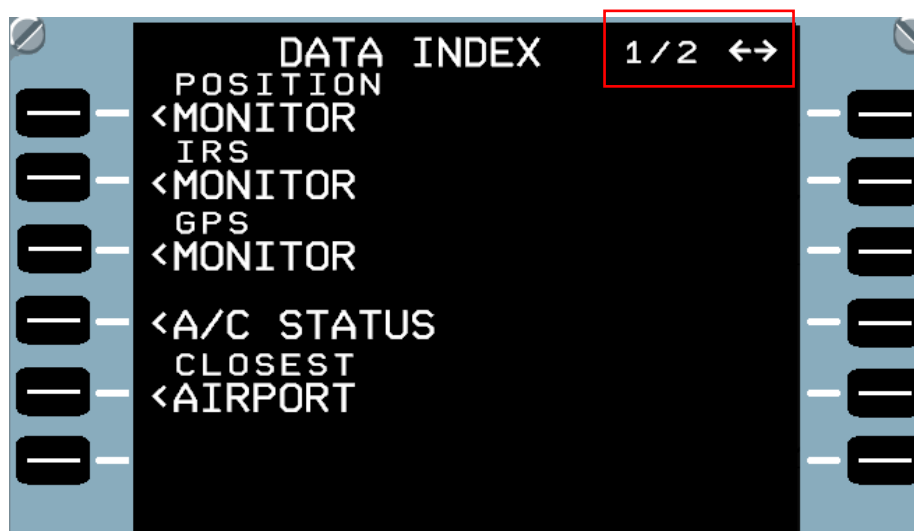 DATA INDEX 1/2 ←→
POSITION
<MONITOR
IRS
<MONITOR
GPS
<MONITOR
<A/C STATUS
CLOSEST
<AIRPORT